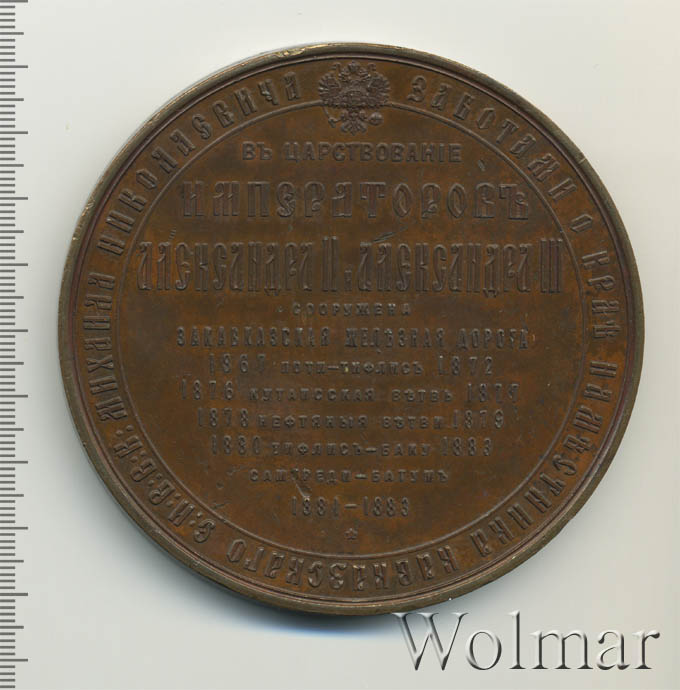 ЗАБОТАМИ О КРАѢ НАМѢСТНИКА КАВКАЗСКАГО Е: И: В: В: К: МИХАИЛА НИКОЛАЕВИЧА
ВЪ ЦАРСТВОВАНІЕ
ИМПЕРАТОРОВЪ
АЛЕКСАНДРА II И АЛЕКСАНДРА III
СООРУЖЕНА
ЗАКАВКАЗСКАЯ ЖЕЛѢЗНАЯ ДОРОГА
1867 ПОТИ-ТИФЛИСЪ 1872
1876 КУТАИССКАЯ ВѢТВЬ 1877
1878 НЕФТЯНЫЯ ВѢТВИ 1879
1880 ТИФЛИСЪ-БАКУ 1883
САМТРЕДИ-БАТУМЪ
1881-1883
Wolmar